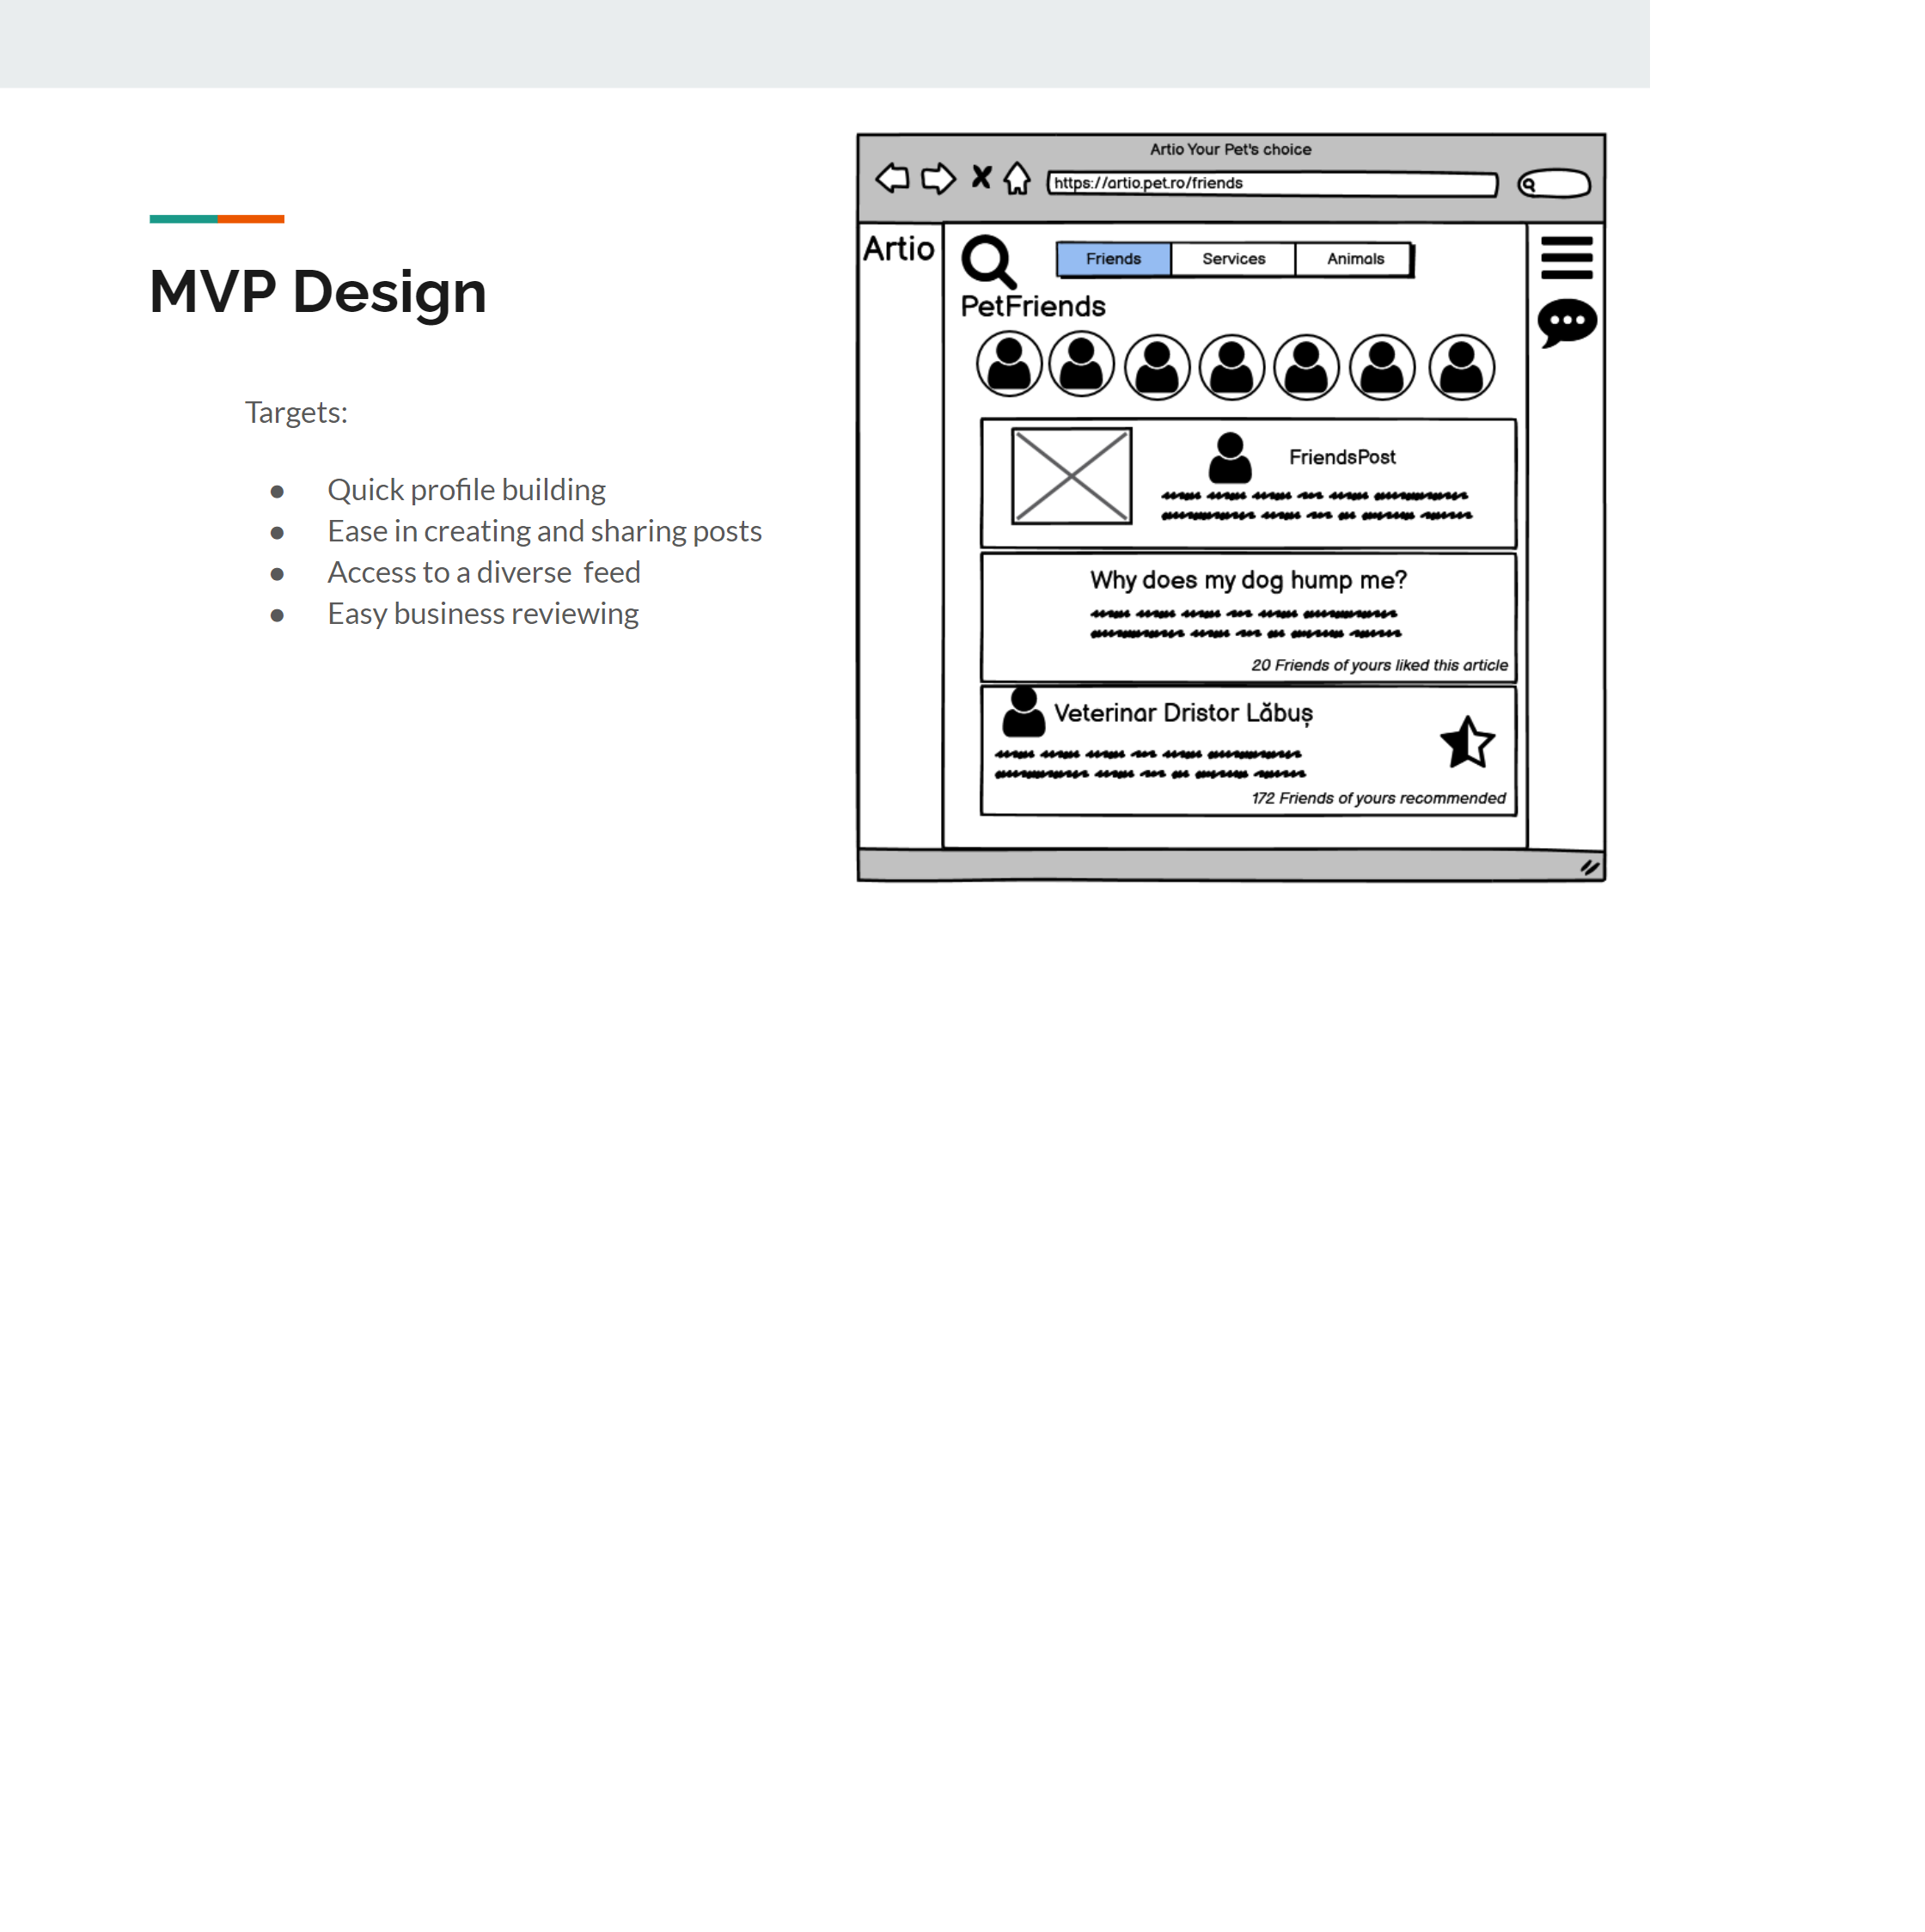 MVP Design
Targets:
● Quick profile building
● Ease in creating and sharing posts
● Access to a diverse feed
● Easy business reviewing
Artio Your Pet's choice
https://artio.pet.ro/friends
Artio
Friends Services Animals
PetFriends
FriendsPost
Why does my dog hump me?
20 Friends of yours liked this article
Veterinar Dristor Lăbuș
172 Friends of yours recommended